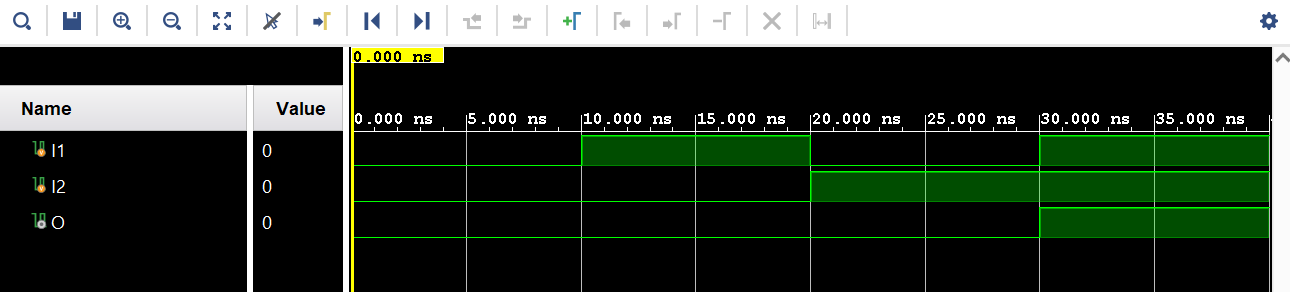 0.000 ns
Name Value
0.000 ns 5.000 ns 10.000 ns 15.000 ns 20.000 ns 25.000 ns 30.000 ns 35.000 ns
I1 0
I2 0
O 0